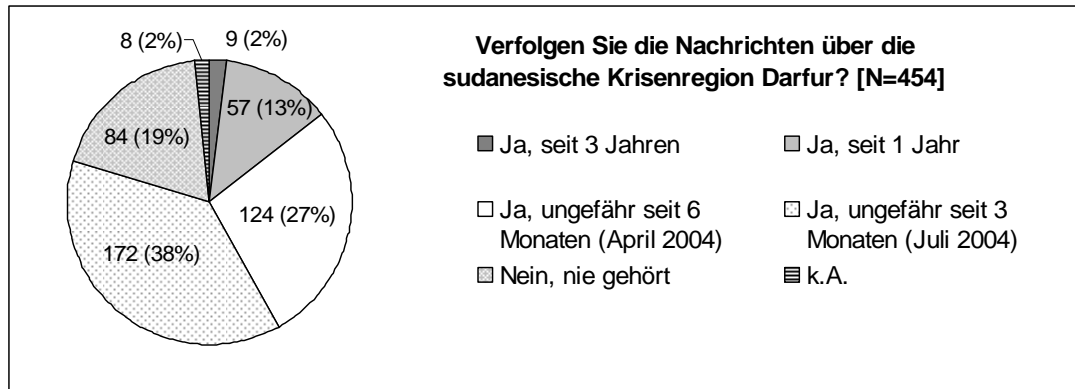 Verfolgen Sie die Nachrichten über die
sudanesische Krisenregion Darfur? [N=454]
8 (2%)
9 (2%)
57 (13%)
84 (19%)
124 (27%)
172 (38%)
Ja, seit 3 Jahren
Ja, seit 1 Jahr
Ja, ungefähr seit 6
Monaten (April 2004)
Ja, ungefähr seit 3
Monaten (Juli 2004)
Nein, nie gehört
k.A.